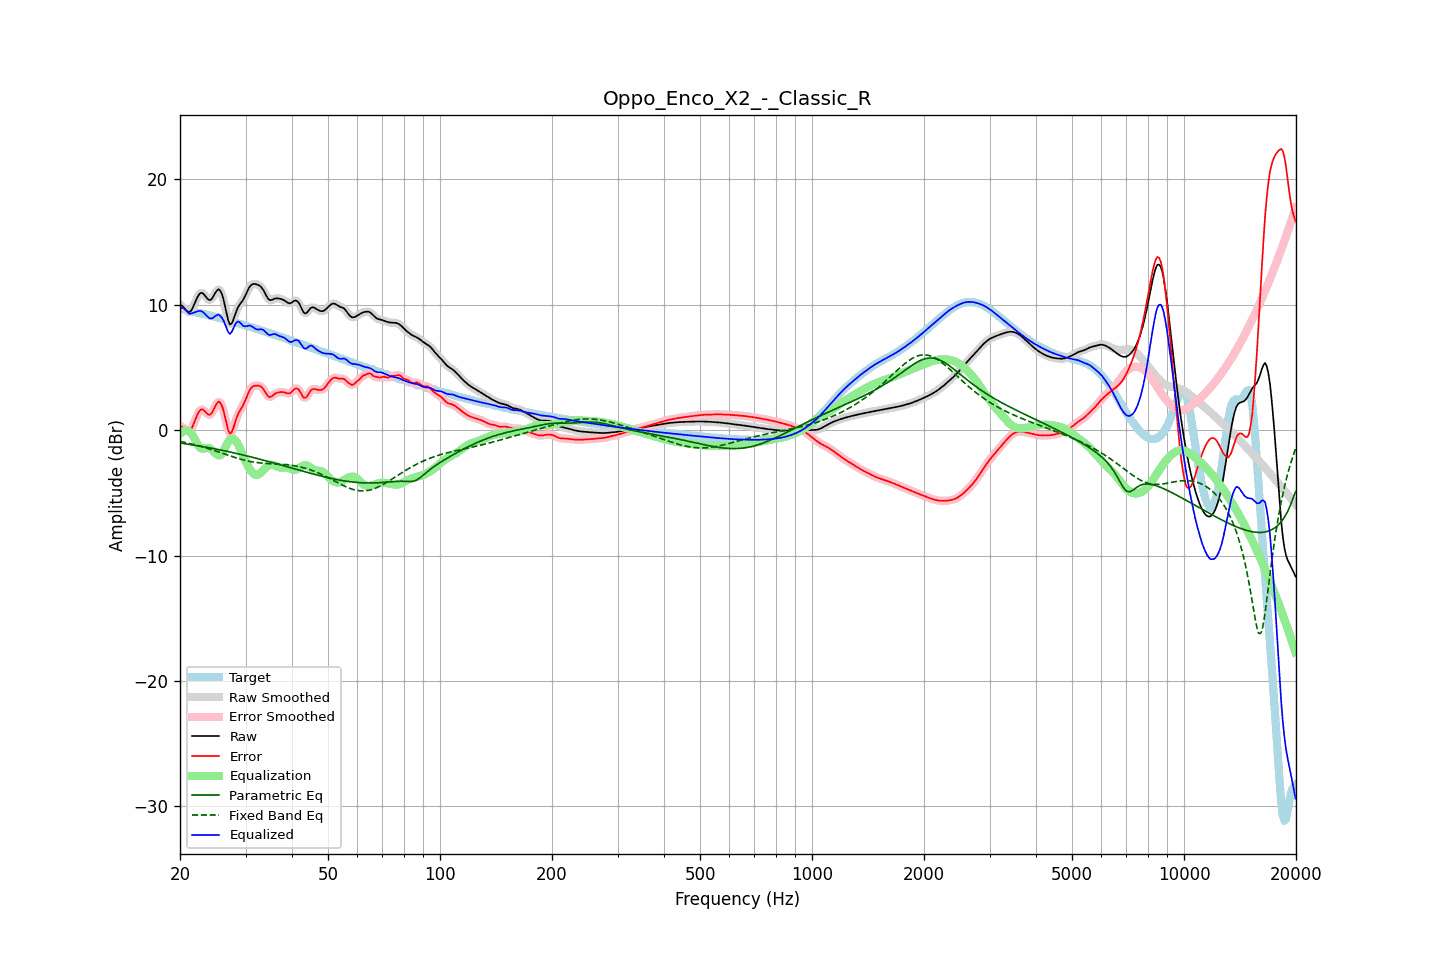 Oppo_Enco_X2_-_Classic_R
Amplitude (dBr)
20
10
0
−10
−20
−30
Target
Raw Smoothed
Error Smoothed
Raw
Error
Equalization
Parametric Eq
Fixed Band Eq
Equalized
20 50 100 200 500 1000 2000 5000 10000 20000
Frequency (Hz)